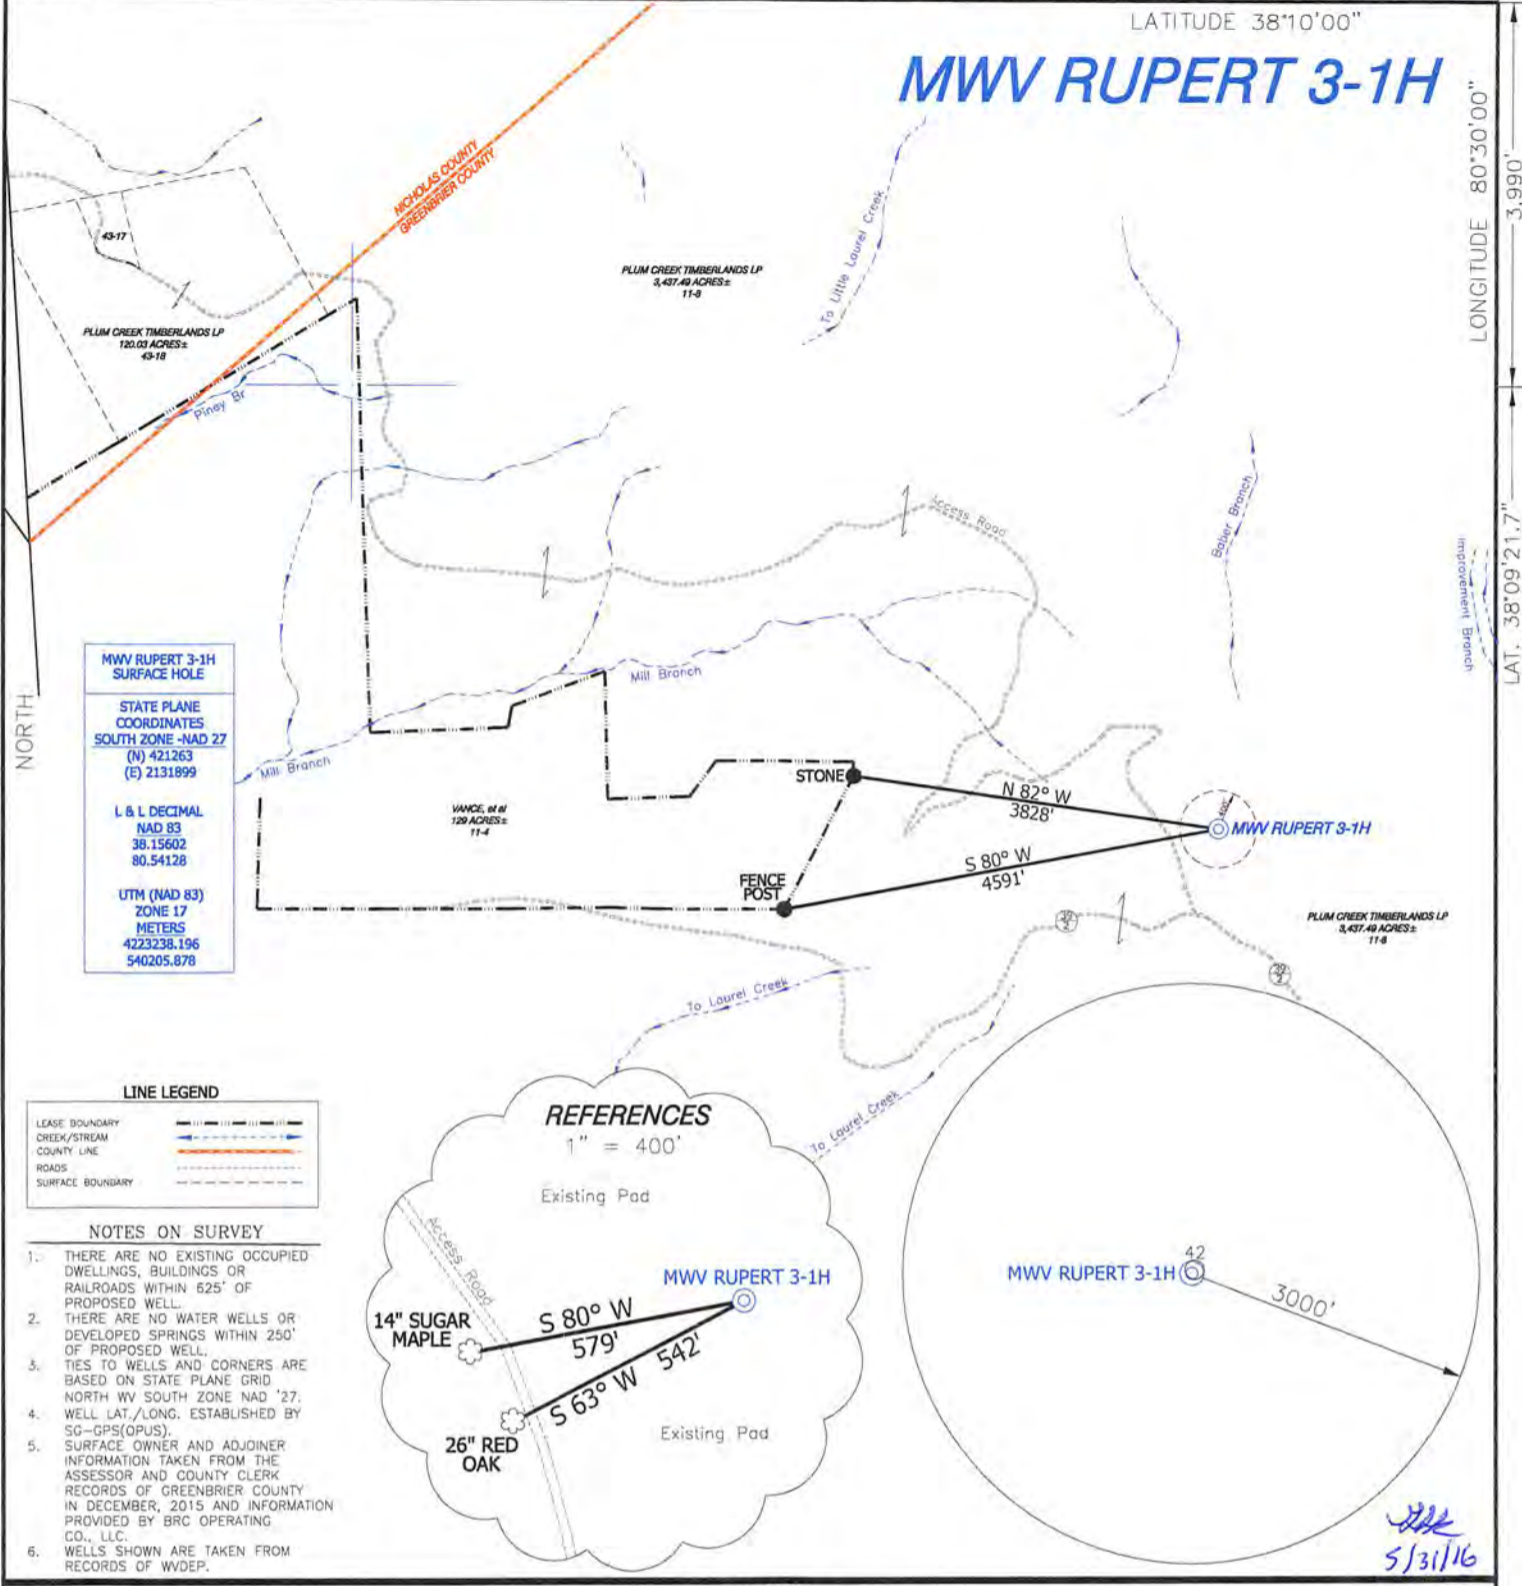 LATITUDE 38°10'00"
MWV RUPERT 3-1H
LONGITUDE 80°30'00"
3,990'
LAT. 38°09'21.7"
NICHOLAS COUNTY
GREENBRIER COUNTY
43-17
PLUM CREEK TIMBERLANDS LP
120.03 ACRES±
43-18
Piney Br
PLUM CREEK TIMBERLANDS LP
3,437.49 ACRES±
11-8
To Little Laurel Creek
Access Road
Baber Branch
Improvement Branch
NORTH
MWV RUPERT 3-1H
SURFACE HOLE
STATE PLANE
COORDINATES
SOUTH ZONE -NAD 27
(N) 421263
(E) 2131899
L & L DECIMAL
NAD 83
38.15602
80.54128
UTM (NAD 83)
ZONE 17
METERS
4223238.196
540205.878
Mill Branch
Mill Branch
VANCE, et al
129 ACRES±
11-4
STONE
N 82° W
3828'
400'
MWV RUPERT 3-1H
S 80° W
4591'
FENCE
POST
39
2
39
2
PLUM CREEK TIMBERLANDS LP
3,437.49 ACRES±
11-8
To Laurel Creek
To Laurel Creek
LINE LEGEND
LEASE BOUNDARY
CREEK/STREAM
COUNTY LINE
ROADS
SURFACE BOUNDARY
NOTES ON SURVEY
1. THERE ARE NO EXISTING OCCUPIED
DWELLINGS, BUILDINGS OR
RAILROADS WITHIN 625' OF
PROPOSED WELL.
2. THERE ARE NO WATER WELLS OR
DEVELOPED SPRINGS WITHIN 250'
OF PROPOSED WELL.
3. TIES TO WELLS AND CORNERS ARE
BASED ON STATE PLANE GRID
NORTH WV SOUTH ZONE NAD '27.
4. WELL LAT./LONG. ESTABLISHED BY
SG-GPS(OPUS).
5. SURFACE OWNER AND ADJOINER
INFORMATION TAKEN FROM THE
ASSESSOR AND COUNTY CLERK
RECORDS OF GREENBRIER COUNTY
IN DECEMBER, 2015 AND INFORMATION
PROVIDED BY BRC OPERATING
CO., LLC.
6. WELLS SHOWN ARE TAKEN FROM
RECORDS OF WVDEP.
REFERENCES
1" = 400'
Existing Pad
Access Road
MWV RUPERT 3-1H
14" SUGAR
MAPLE
S 80° W
579'
S 63° W 542'
26" RED
OAK
Existing Pad
42
MWV RUPERT 3-1H
3000'
5/31/16